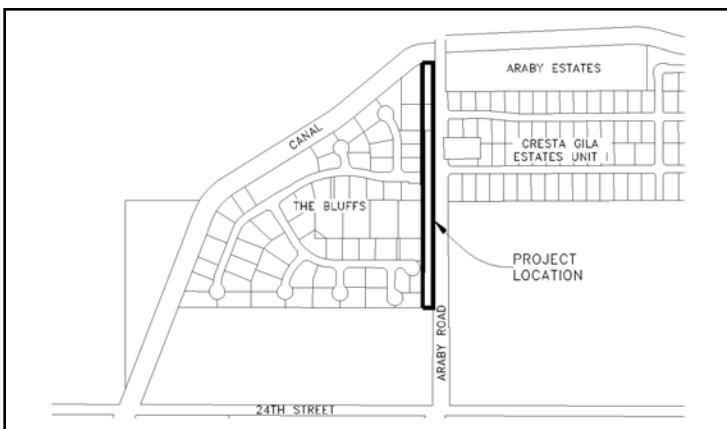 ARABY ESTATES
CANAL
CRESTA GILA
ESTATES UNIT I
THE BLUFFS
PROJECT
LOCATION
ARABY ROAD
24TH STREET